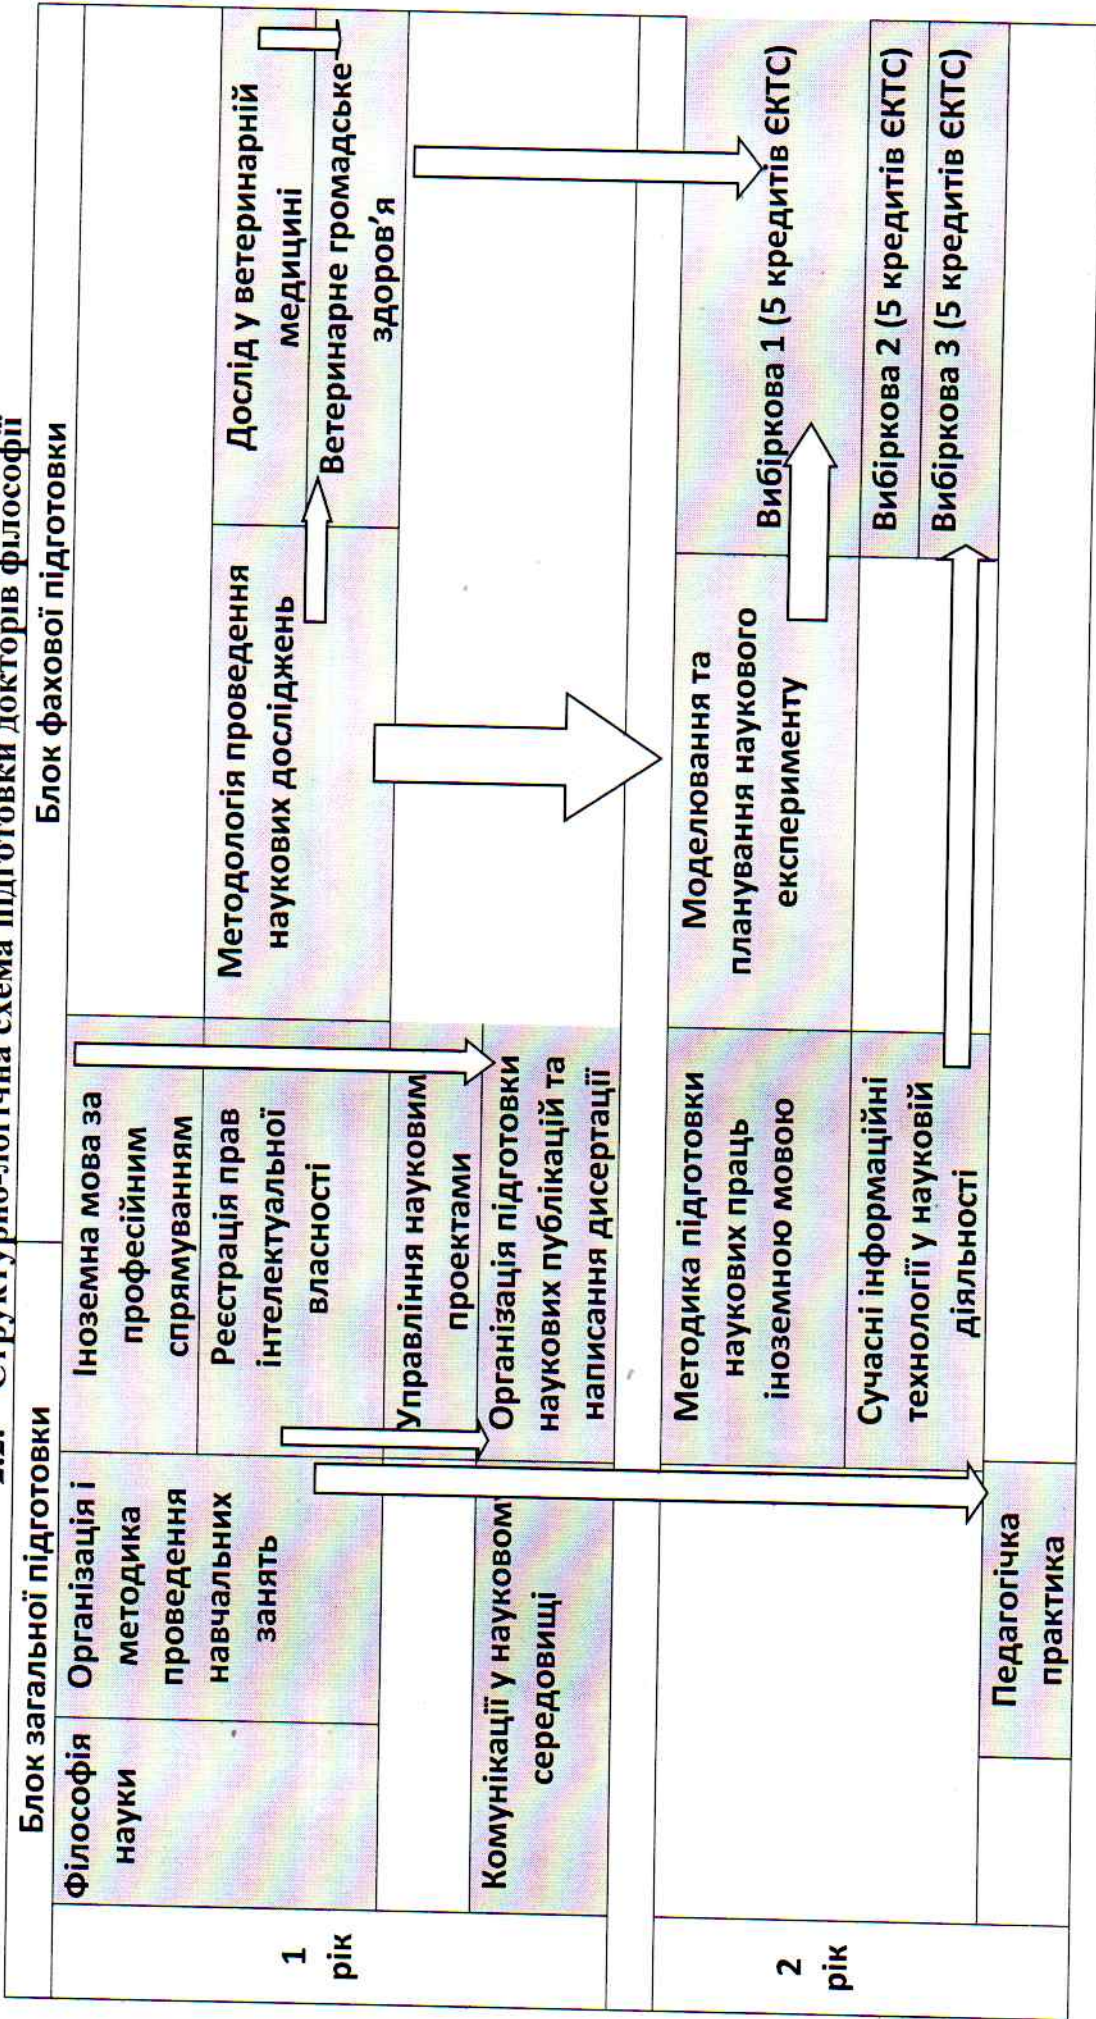 2.2. Структурно-логічна схема підготовки докторів філософії
Блок загальної підготовки
Блок фахової підготовки
1
рік
Філософія
науки
Організація і
методика
проведення
навчальних
занять
Іноземна мова за
професійним
спрямуванням
Реєстрація прав
інтелектуальної
власності
Методологія проведення
наукових досліджень
Дослід у ветеринарній
медицині
Ветеринарне громадське
здоров'я
Управління науковим
проектами
Комунікації у науковом
середовищі
Організація підготовки
наукових публікацій та
написання дисертації
2
рік
Методика підготовки
наукових праць
іноземною мовою
Моделювання та
планування наукового
експерименту
Вибіркова 1 (5 кредитів ЄКТС)
Сучасні інформаційні
технології у науковій
діяльності
Вибіркова 2 (5 кредитів ЄКТС)
Вибіркова 3 (5 кредитів ЄКТС)
Педагогічка
практика